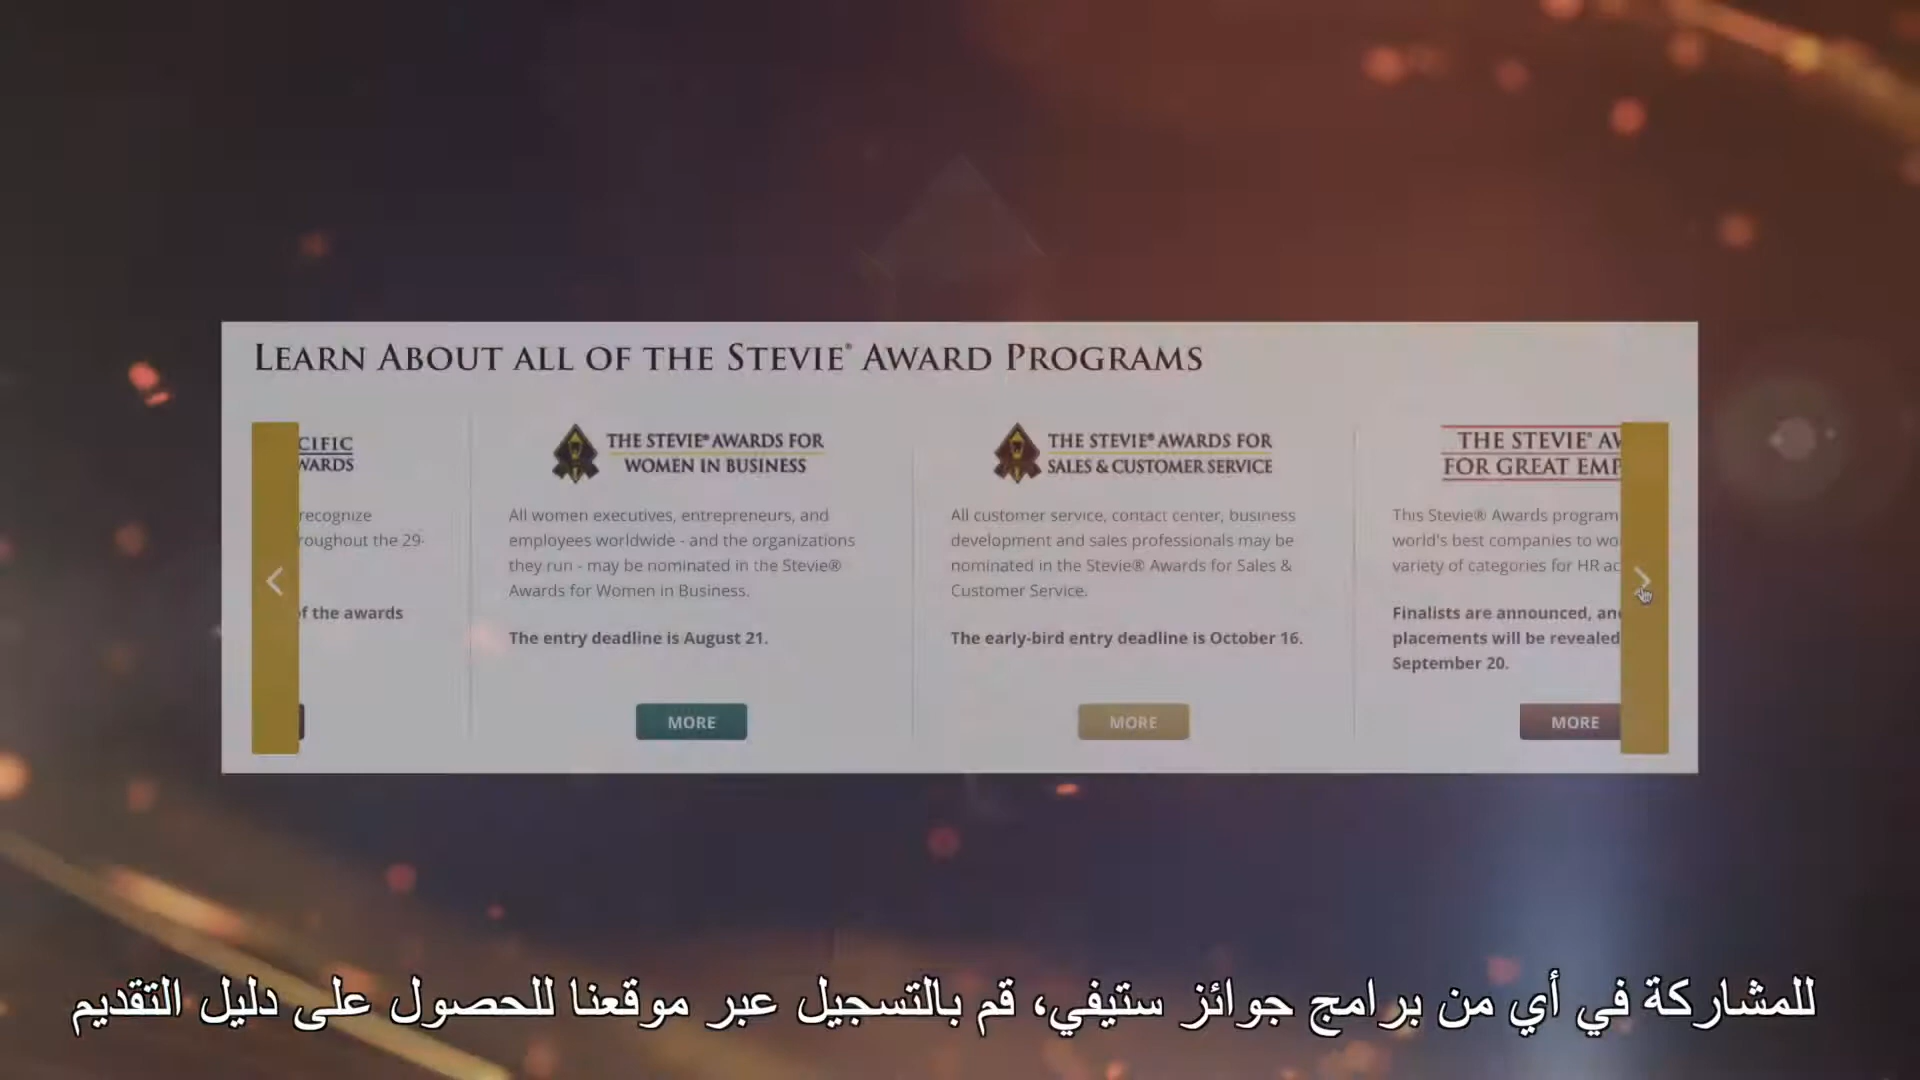 LEARN ABOUT ALL OF THE STEVIE® AWARD PROGRAMS
CIFIC
WARDS
recognize
roughout the 29-
of the awards
THE STEVIE® AWARDS FOR
WOMEN IN BUSINESS
All women executives, entrepreneurs, and
employees worldwide - and the organizations
they run - may be nominated in the Stevie®
Awards for Women in Business.
The entry deadline is August 21.
MORE
THE STEVIE® AWARDS FOR
SALES & CUSTOMER SERVICE
All customer service, contact center, business
development and sales professionals may be
nominated in the Stevie® Awards for Sales &
Customer Service.
The early-bird entry deadline is October 16.
MORE
THE STEVIE® AW
FOR GREAT EMP
This Stevie® Awards program
world's best companies to wo
variety of categories for HR ac
Finalists are announced, and
placements will be revealed
September 20.
MORE
للمشاركة في أي من برامج جوائز ستيفي، قم بالتسجيل عبر موقعنا للحصول على دليل التقديم